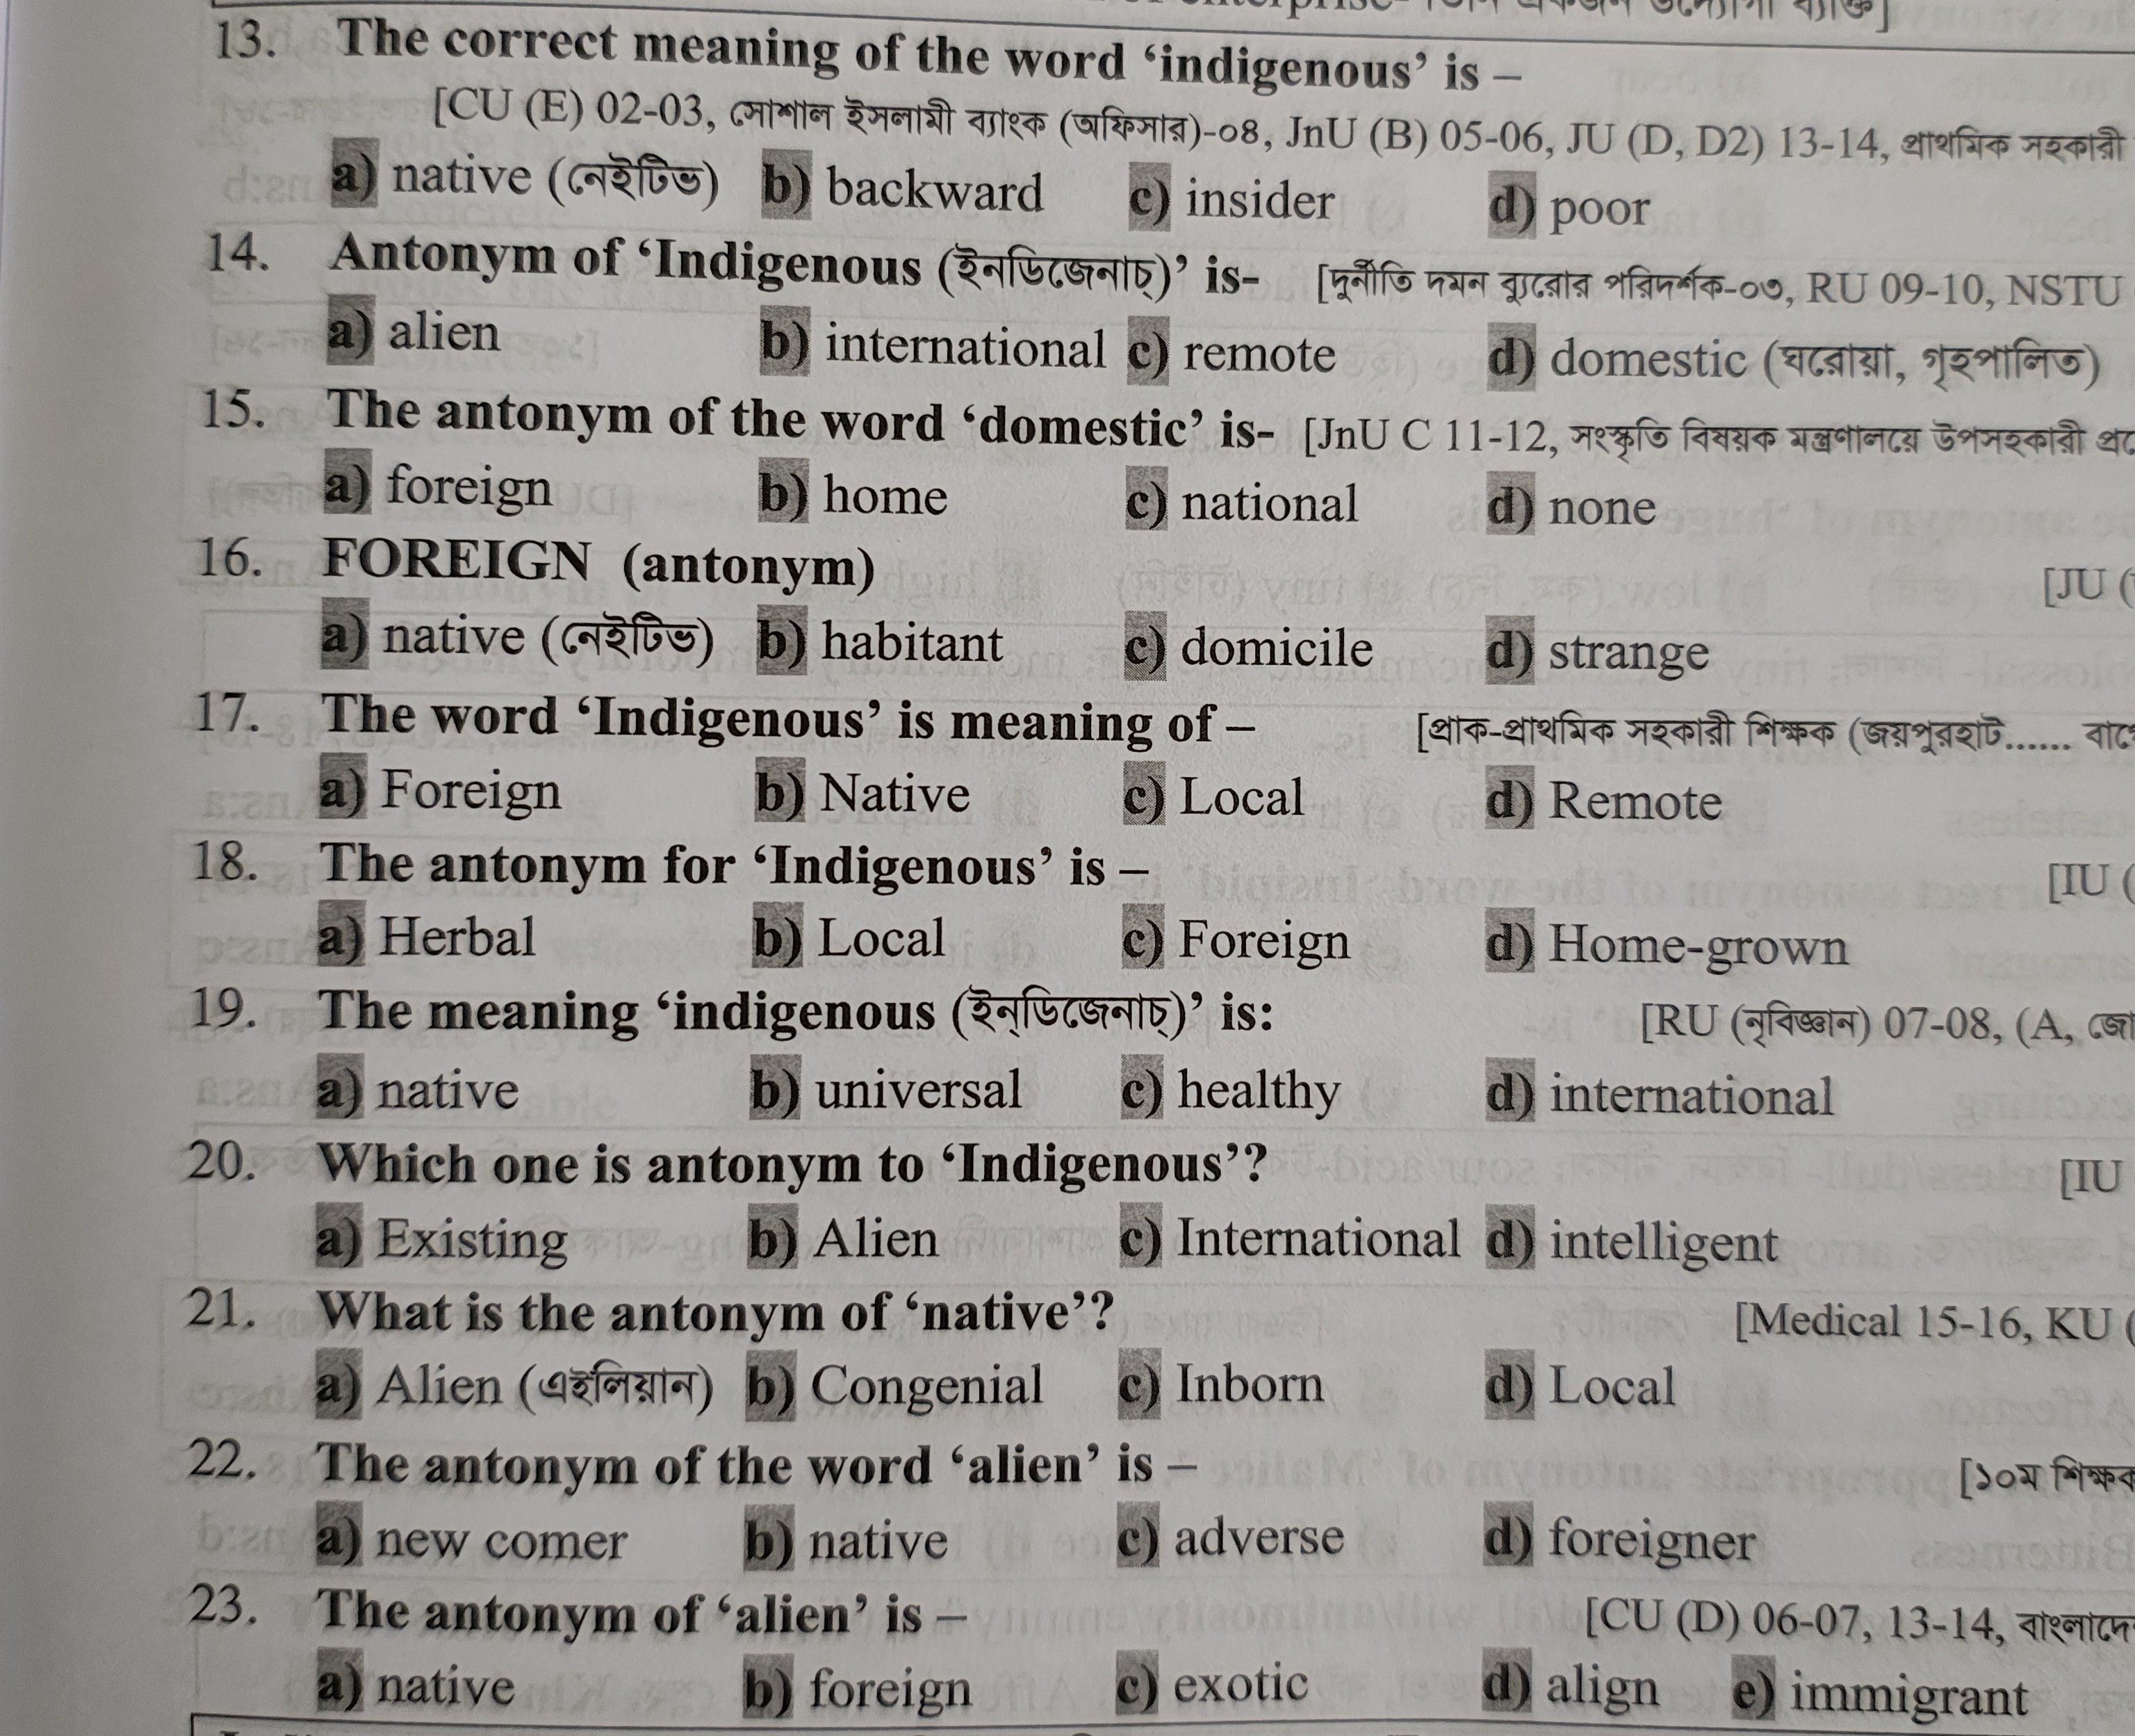 13. The correct meaning of the word ‘indigenous’ is –
[CU (E) 02-03, সোশাল ইসলামী ব্যাংক (অফিসার)-০৪, JnU (B) 05-06, JU (D, D2) 13-14, প্রাথমিক সহকারী
a) native (নেইটিভ) b) backward c) insider d) poor
14. Antonym of ‘Indigenous (ইনডিজেনাচ্)’ is- [দুর্নীতি দমন ব্যুরোর পরিদর্শক-০৩, RU 09-10, NSTU
a) alien b) international c) remote d) domestic (ঘরোয়া, গৃহপালিত)
15. The antonym of the word ‘domestic’ is- [JnU C 11-12, সংস্কৃতি বিষয়ক মন্ত্রণালয়ে উপসহকারী
a) foreign b) home c) national d) none
16. FOREIGN (antonym) [JU (
a) native (নেইটিভ) b) habitant c) domicile d) strange
17. The word ‘Indigenous’ is meaning of – [প্রাক-প্রাথমিক সহকারী শিক্ষক (জয়পুরহাট......
a) Foreign b) Native c) Local d) Remote
18. The antonym for ‘Indigenous’ is – [IU (
a) Herbal b) Local c) Foreign d) Home-grown
19. The meaning ‘indigenous (ইন্ডিজেনাচ্)’ is: [RU (নৃবিজ্ঞান) 07-08, (A,
a) native b) universal c) healthy d) international
20. Which one is antonym to ‘Indigenous’? [IU
a) Existing b) Alien c) International d) intelligent
21. What is the antonym of ‘native’? [Medical 15-16, KU (
a) Alien (এইলিয়ান) b) Congenial c) Inborn d) Local
22. The antonym of the word ‘alien’ is – [১০ম
a) new comer b) native c) adverse d) foreigner
23. The antonym of ‘alien’ is – [CU (D) 06-07, 13-14,
a) native b) foreign c) exotic d) align e) immigrant